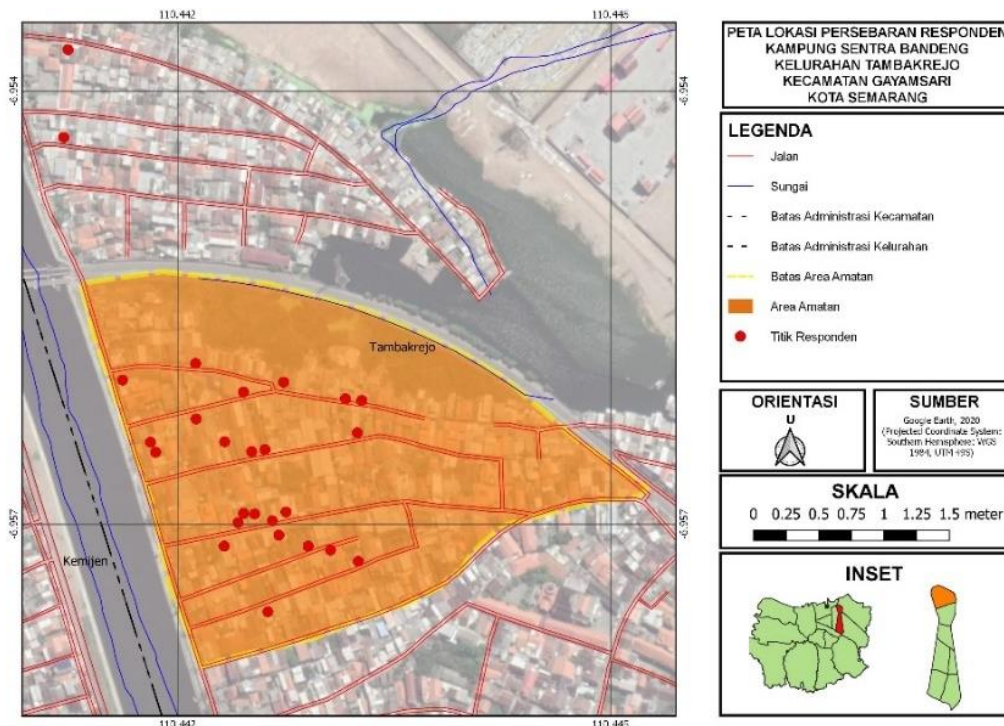 110.442
110.445
-6.954
-6.954
Tambakrejo
-6.957
-6.957
Kemijen
110.442
110.445
PETA LOKASI PERSEBARAN RESPONDEN
KAMPUNG SENTRA BANDENG
KELURAHAN TAMBAKREJO
KECAMATAN GAYAMSARI
KOTA SEMARANG
LEGENDA
Jalan
Sungai
Batas Administrasi Kecamatan
Batas Administrasi Kelurahan
Batas Area Amatan
Area Amatan
Titik Responden
ORIENTASI
U
SUMBER
Google Earth, 2020
(Projected Coordinate System:
Southern Hemisphere: WGS
1984, UTM 49S)
SKALA
0 0.25 0.5 0.75 1 1.25 1.5 meter
INSET